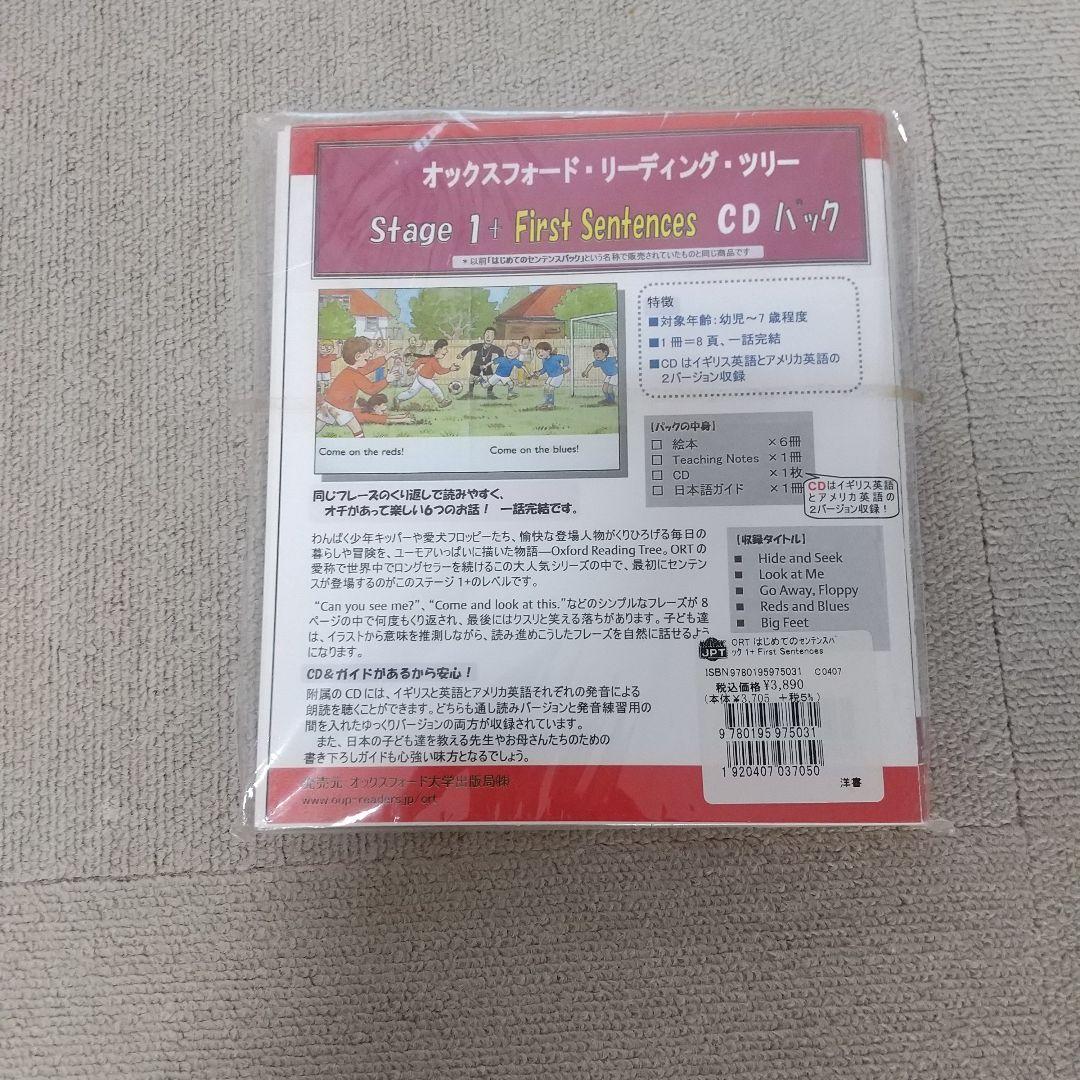 オックスフォード・リーディング・ツリー
Stage 1+ First Sentences CD パック
*以前「はじめてのセンテンスパック」という名称で販売されていたものと同じ商品です
Come on the reds!
Come on the blues!
特徴
■対象年齢:幼児~7歳程度
■1冊=8頁、一話完結
■CDはイギリス英語とアメリカ英語の
2バージョン収録
【パックの中身】
□ 絵本 ×6冊
□ Teaching Notes ×1冊
□ CD ×1枚
□ 日本語ガイド ×1冊
CDはイギリス英語
とアメリカ英語の
2バージョン収録!
同じフレーズのくり返しで読みやすく、
オチがあって楽しい6つのお話! 一話完結です。
わんぱく少年キッパーや愛犬フロッピーたち、愉快な登場人物がくりひろげる毎日の
暮らしや冒険を、ユーモアいっぱいに描いた物語—Oxford Reading Tree。ORTの
愛称で世界中でロングセラーを続けるこの大人気シリーズの中で、最初にセンテン
スが登場するのがこのステージ1+のレベルです。
“Can you see me?”、“Come and look at this.”などのシンプルなフレーズが8
ページの中で何度もくり返され、最後にはクスリと笑える落ちがあります。子ども達
は、イラストから意味を推測しながら、読み進めこうしたフレーズを自然に話せるよう
になります。
CD&ガイドがあるから安心!
附属のCDには、イギリスと英語とアメリカ英語それぞれの発音による
朗読を聴くことができます。どちらも通し読みバージョンと発音練習用の
間を入れたゆっくりバージョンの両方が収録されています。
また、日本の子ども達を教える先生やお母さんたちのための
書き下ろしガイドも心強い味方となるでしょう。
【収録タイトル】
■ Hide and Seek
■ Look at Me
■ Go Away, Floppy
■ Reds and Blues
■ Big Feet
JPT
ORT はじめてのセンテンスパ
ック 1+ First Sentences
ISBN9780195975031 C0407
税込価格¥3,890
(本体¥3,705 +税5%)
9 780195 975031
1 920407 037050
洋書
発売元 オックスフォード大学出版局㈱
www.oup-readers.jp/ort